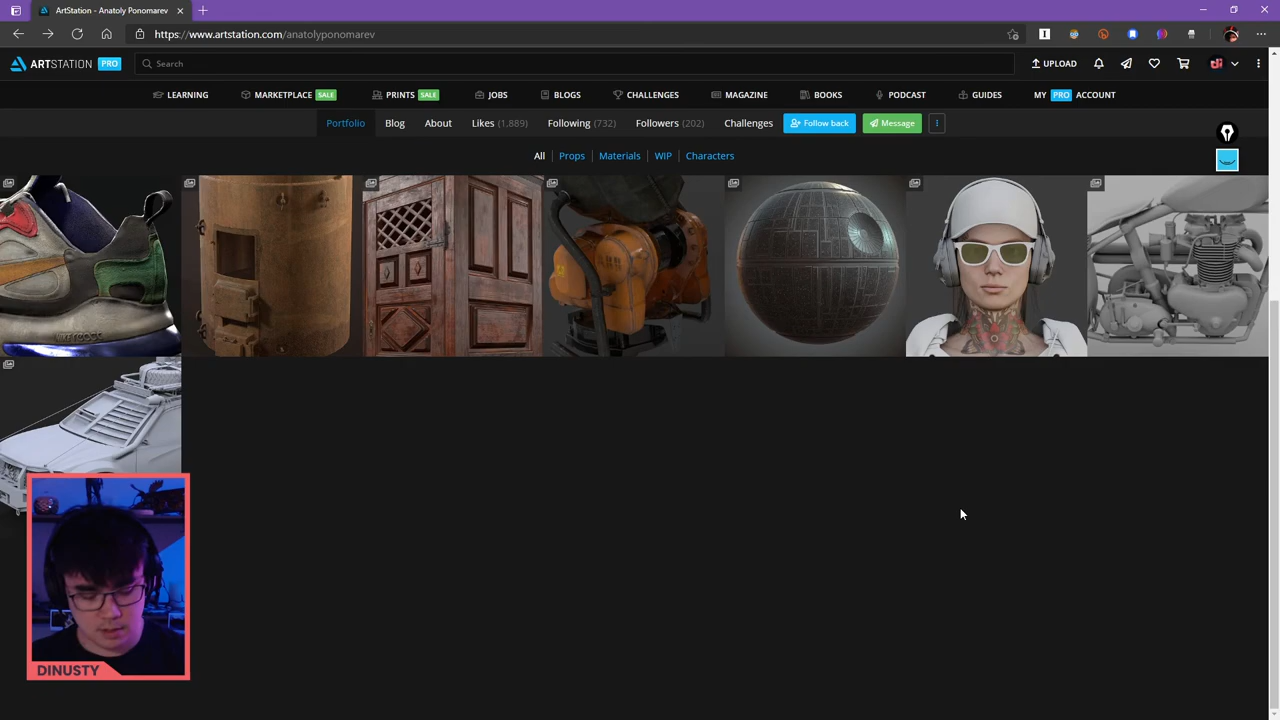 ArtStation - Anatoly Ponomarev
https://www.artstation.com/anatolyponomarev
ARTSTATION PRO
Search
UPLOAD
LEARNING
MARKETPLACE SALE
PRINTS SALE
JOBS
BLOGS
CHALLENGES
MAGAZINE
BOOKS
PODCAST
GUIDES
MY PRO ACCOUNT
Portfolio
Blog
About
Likes (1,889)
Following (732)
Followers (202)
Challenges
Follow back
Message
All | Props | Materials | WIP | Characters
DINUSTY